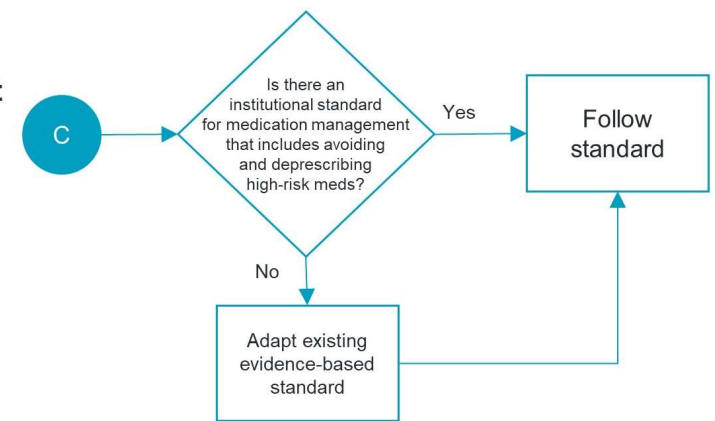 :
C
Is there an
institutional standard
for medication management
that includes avoiding
and deprescribing
high-risk meds?
Yes
Follow
standard
No
Adapt existing
evidence-based
standard